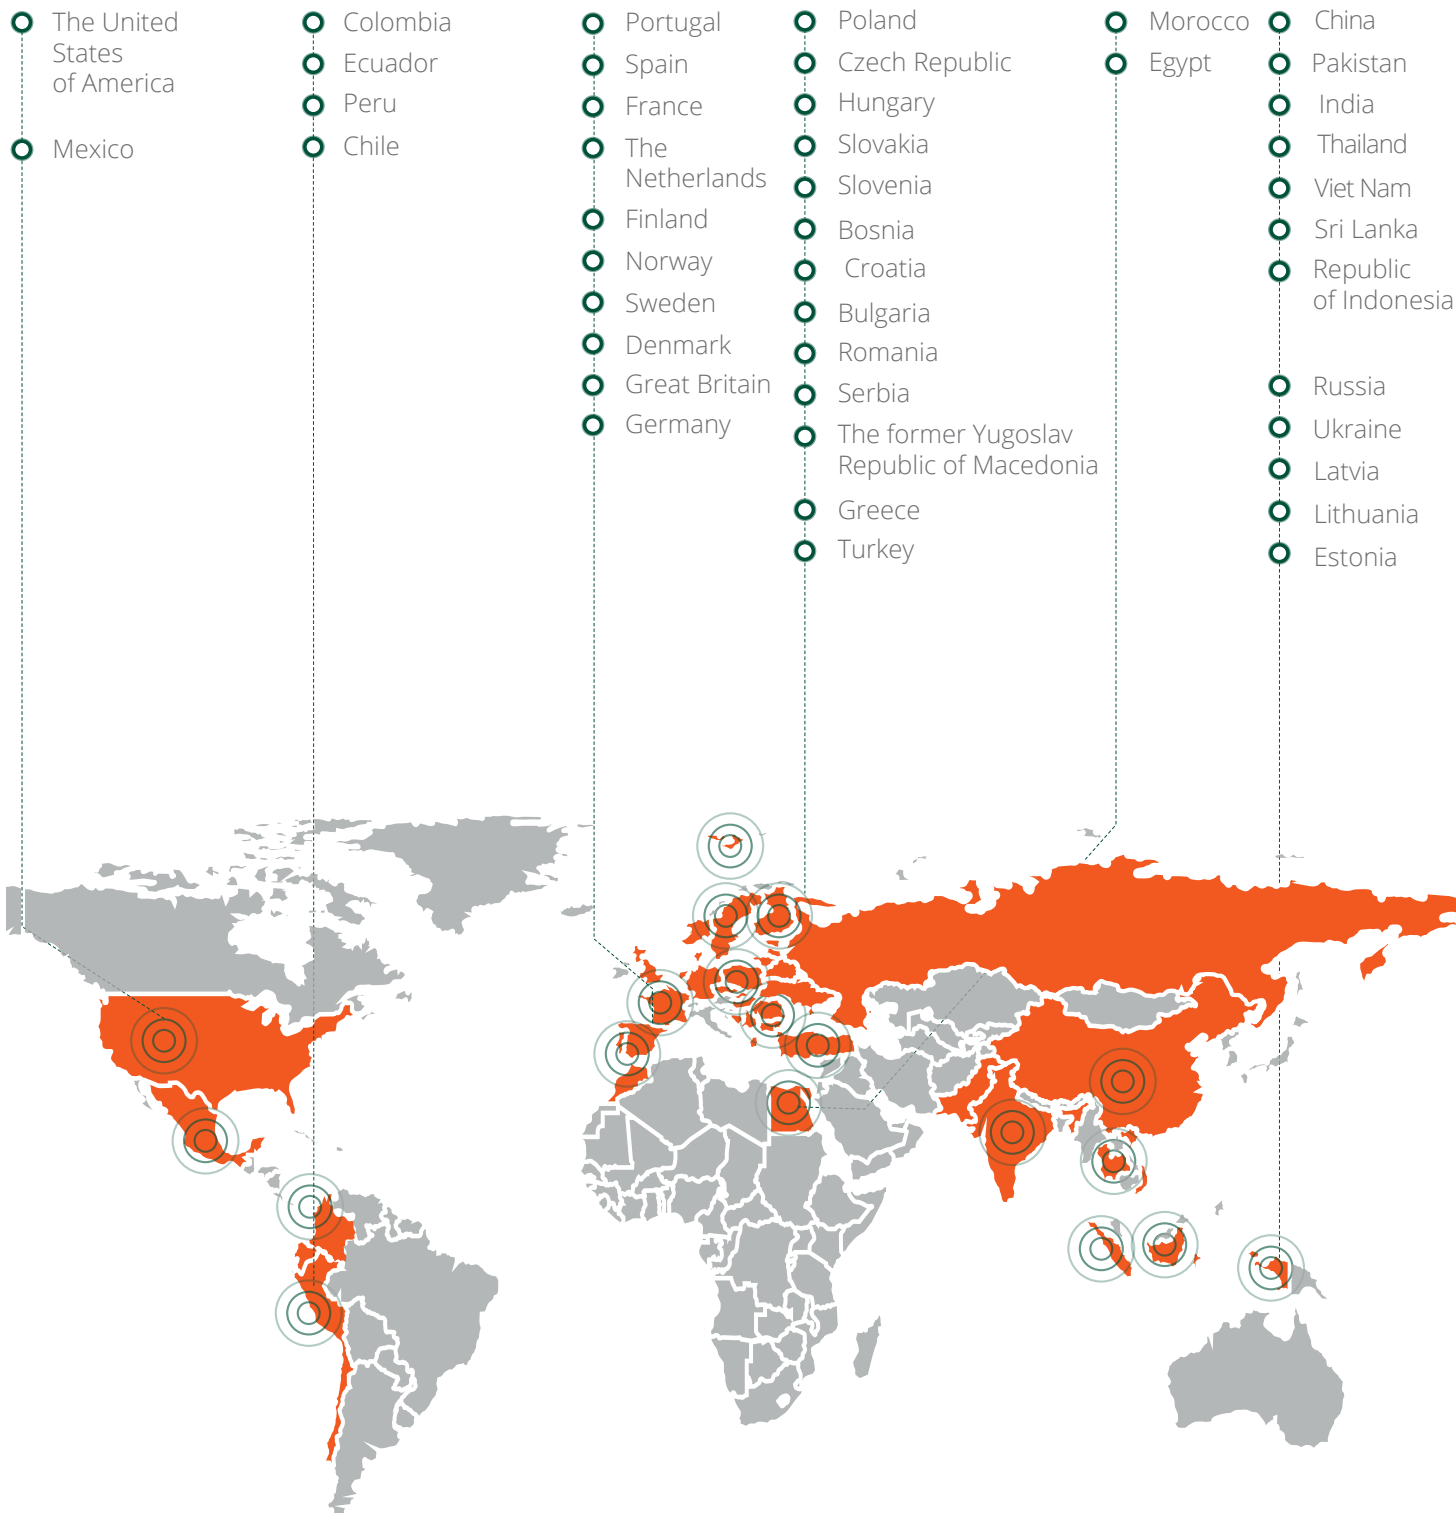 The United
States
of America
Mexico
Colombia
Ecuador
Peru
Chile
Portugal
Spain
France
The
Netherlands
Finland
Norway
Sweden
Denmark
Great Britain
Germany
Poland
Czech Republic
Hungary
Slovakia
Slovenia
Bosnia
Croatia
Bulgaria
Romania
Serbia
The former Yugoslav
Republic of Macedonia
Greece
Turkey
Morocco
Egypt
China
Pakistan
India
Thailand
Viet Nam
Sri Lanka
Republic
of Indonesia
Russia
Ukraine
Latvia
Lithuania
Estonia